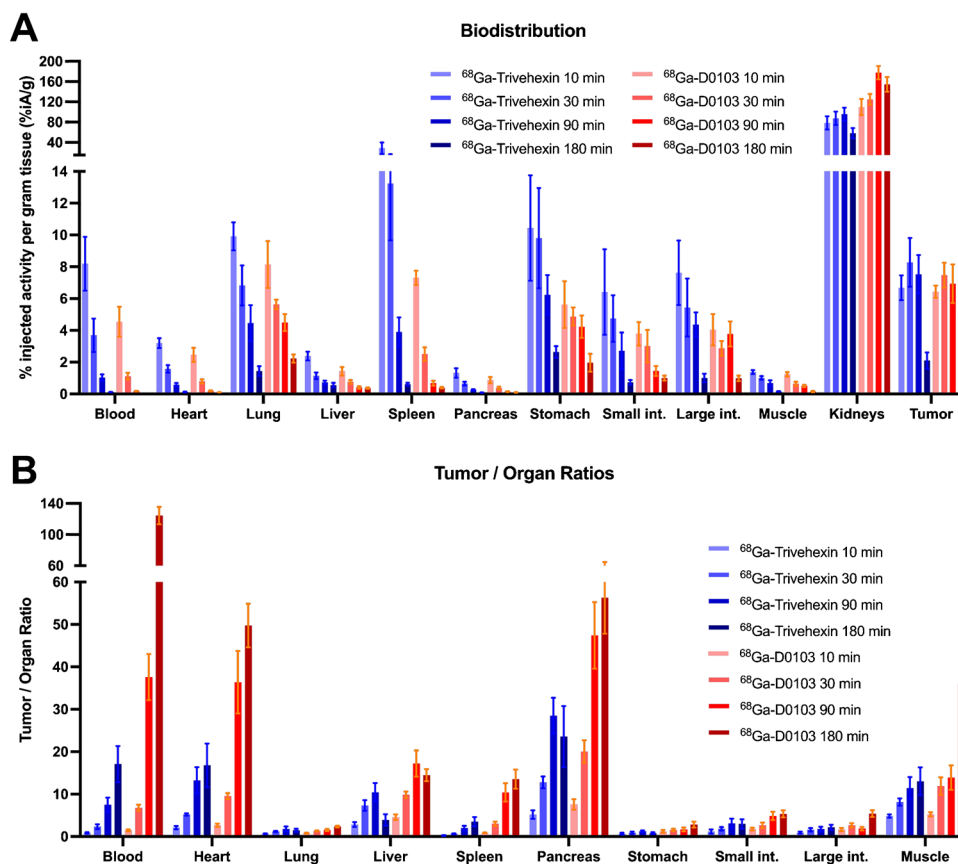 A
Biodistribution
% injected activity per gram tissue (%iA/g)
200
160
120
80
40
14
12
10
8
6
4
2
0
⁶⁸Ga-Trivehexin 10 min
⁶⁸Ga-Trivehexin 30 min
⁶⁸Ga-Trivehexin 90 min
⁶⁸Ga-Trivehexin 180 min
⁶⁸Ga-D0103 10 min
⁶⁸Ga-D0103 30 min
⁶⁸Ga-D0103 90 min
⁶⁸Ga-D0103 180 min
Blood Heart Lung Liver Spleen Pancreas Stomach Small int. Large int. Muscle Kidneys Tumor
B
Tumor / Organ Ratios
Tumor / Organ Ratio
140
100
60
60
50
40
30
20
10
0
⁶⁸Ga-Trivehexin 10 min
⁶⁸Ga-Trivehexin 30 min
⁶⁸Ga-Trivehexin 90 min
⁶⁸Ga-Trivehexin 180 min
⁶⁸Ga-D0103 10 min
⁶⁸Ga-D0103 30 min
⁶⁸Ga-D0103 90 min
⁶⁸Ga-D0103 180 min
Blood Heart Lung Liver Spleen Pancreas Stomach Small int. Large int. Muscle